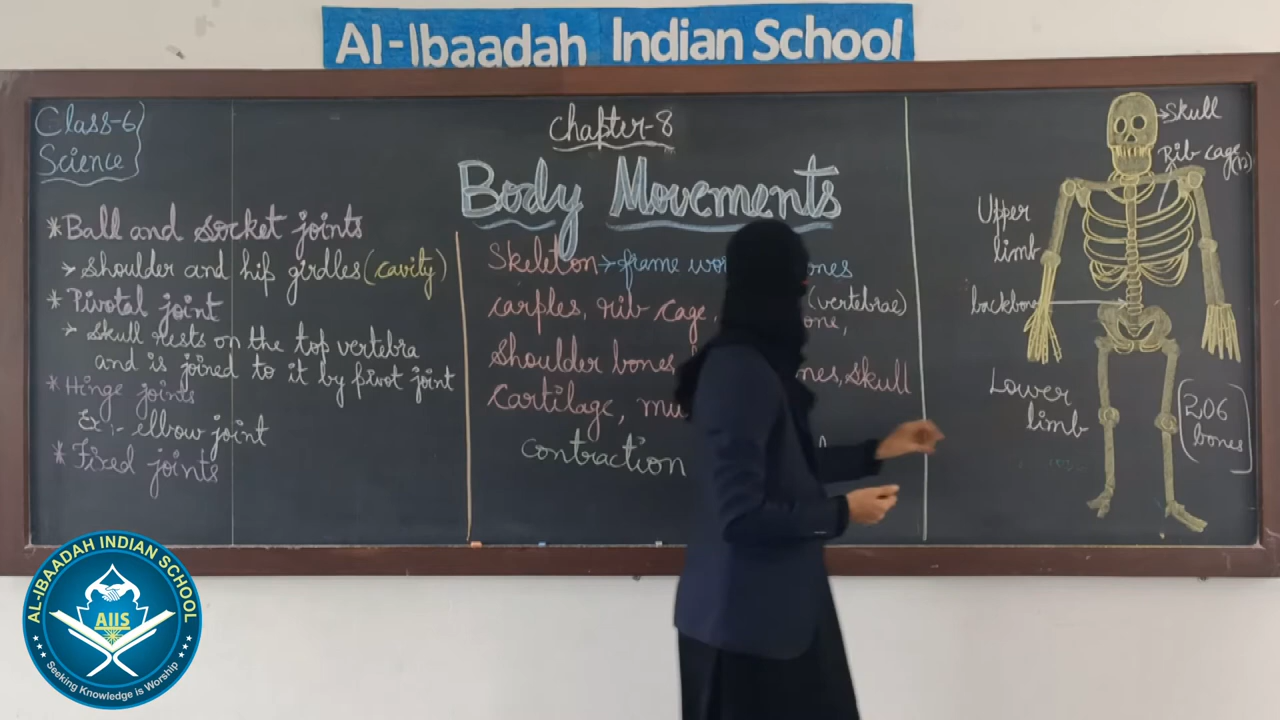 Al-Ibaadah Indian School
Class-6
Science
* Ball and socket joints
> shoulder and hip girdles (cavity)
* Pivotal joint
> skull rests on the top vertebra
and is joined to it by pivot joint
* Hinge joints
Ex:- elbow joint
* Fixed joints
Chapter-8
Body Movements
Skeleton → frame
carples, rib cage, (vertebrae)
Shoulder bones skull
Cartilage,
contraction
Skull
Rib cage (12)
Upper
limb
backbone
Lower
limb
206
bones
AL-IBAADAH INDIAN SCHOOL
AIIS
Seeking Knowledge is Worship